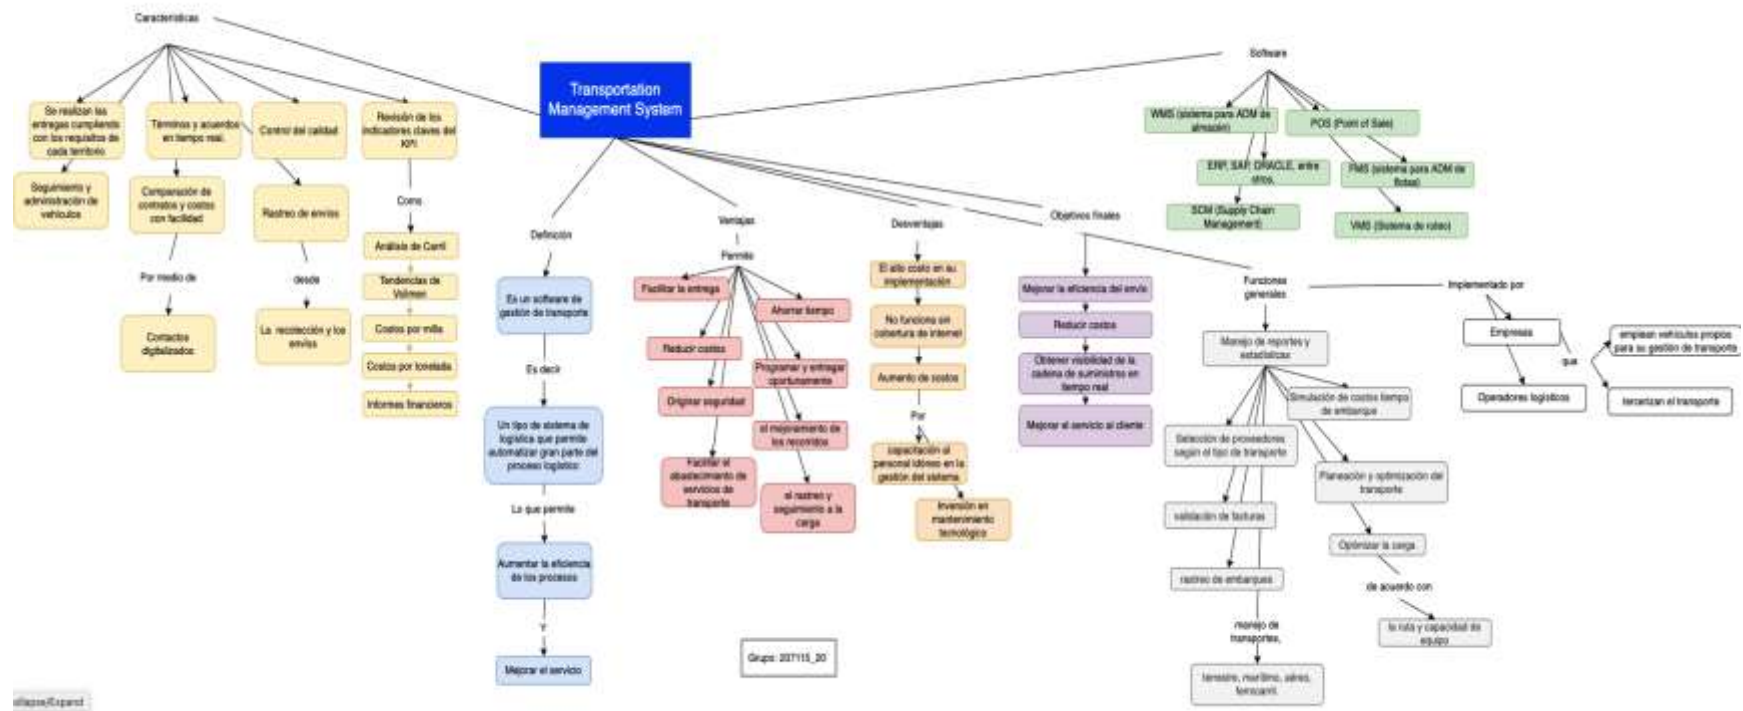 Características
Software
Transportation
Management System
Se realizan las
entregas cumpliendo
con los requisitos de
cada territorio
Términos y acuerdos
en tiempo real.
Control del calidad
Revisión de los
indicadores claves del
KPI
WMS (sistema para ADM de
almacén)
POS (Point of Sale)
ERP, SAP, ORACLE, entre
otros,
FMS (sistema para ADM de
flotas)
SCM (Supply Chain
Management)
VMS (Sistema de
Seguimiento y
administración de
vehículos
Comparación de
contratos y costos
con facilidad
Rastreo de envíos
Como
Análisis de Carril
Tendencias de
Costos por milla
Costos por tonelada
Informes financieros
Por medio de
Contactos
digitalizados
desde
La recolección y los
envíos
Definición
Es un software de
gestión de transporte
Es decir
Un tipo de sistema de
logística que permite
automatizar gran parte del
proceso logístico
Lo que permite
Aumentar la eficiencia
de los procesos
Y
Mejorar el servicio
Ventajas
Permite
Facilitar la entrega
Ahorrar tiempo
Reducir costos
Programar y entregar
oportunamente
Originar seguridad
el mejoramiento de
los recorridos
Facilitar el
abastecimiento de
servicios de
transporte
el rastreo y
seguimiento a la
carga
Desventajas
El alto costo en su
implementación
No funciona sin
cobertura de internet
Aumento de costos
Por
capacitación al
personal idóneo en la
gestión del sistema
Inversión en
mantenimiento
tecnológico
Objetivos finales
Mejorar la eficiencia del envío
Reducir costos
Obtener visibilidad de la
cadena de suministros en
tiempo real
Mejorar el servicio al cliente
Funciones
generales
Manejo de reportes y
estadísticas
Simulación de costos tiempo
de embarque
Selección de proveedores
según el tipo de transporte
Planeación y optimización del
transporte
validación de facturas
Optimizar la carga
rastreo de embarques
de acuerdo con
la ruta y capacidad de
equipo
manejo de
transportes,
terrestre, marítimo, aéreo,
ferrocarril.
Implementado por
Empresas
que
emplean vehículos propios
para su gestión de transporte
Operadores logísticos
tercerizan el transporte
Grupo: 207115_20
ollapse/Expand